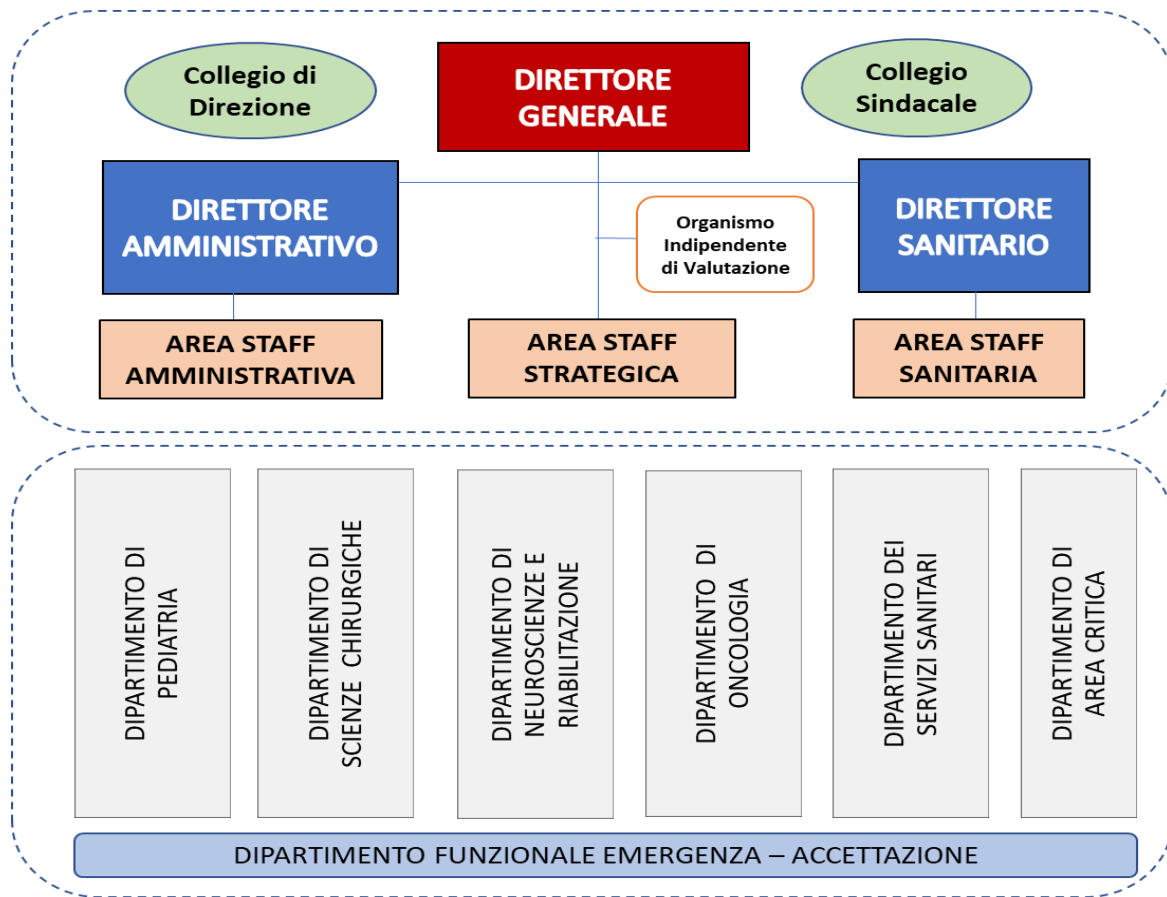 Collegio di
Direzione
DIRETTORE
GENERALE
Collegio
Sindacale
DIRETTORE
AMMINISTRATIVO
Organismo
Indipendente
di Valutazione
DIRETTORE
SANITARIO
AREA STAFF
AMMINISTRATIVA
AREA STAFF
STRATEGICA
AREA STAFF
SANITARIA
DIPARTIMENTO DI
PEDIATRIA
DIPARTIMENTO DI
SCIENZE CHIRURGICHE
DIPARTIMENTO DI
NEUROSCIENZE E
RIABILITAZIONE
DIPARTIMENTO DI
ONCOLOGIA
DIPARTIMENTO DEI
SERVIZI SANITARI
DIPARTIMENTO DI
AREA CRITICA
DIPARTIMENTO FUNZIONALE EMERGENZA – ACCETTAZIONE